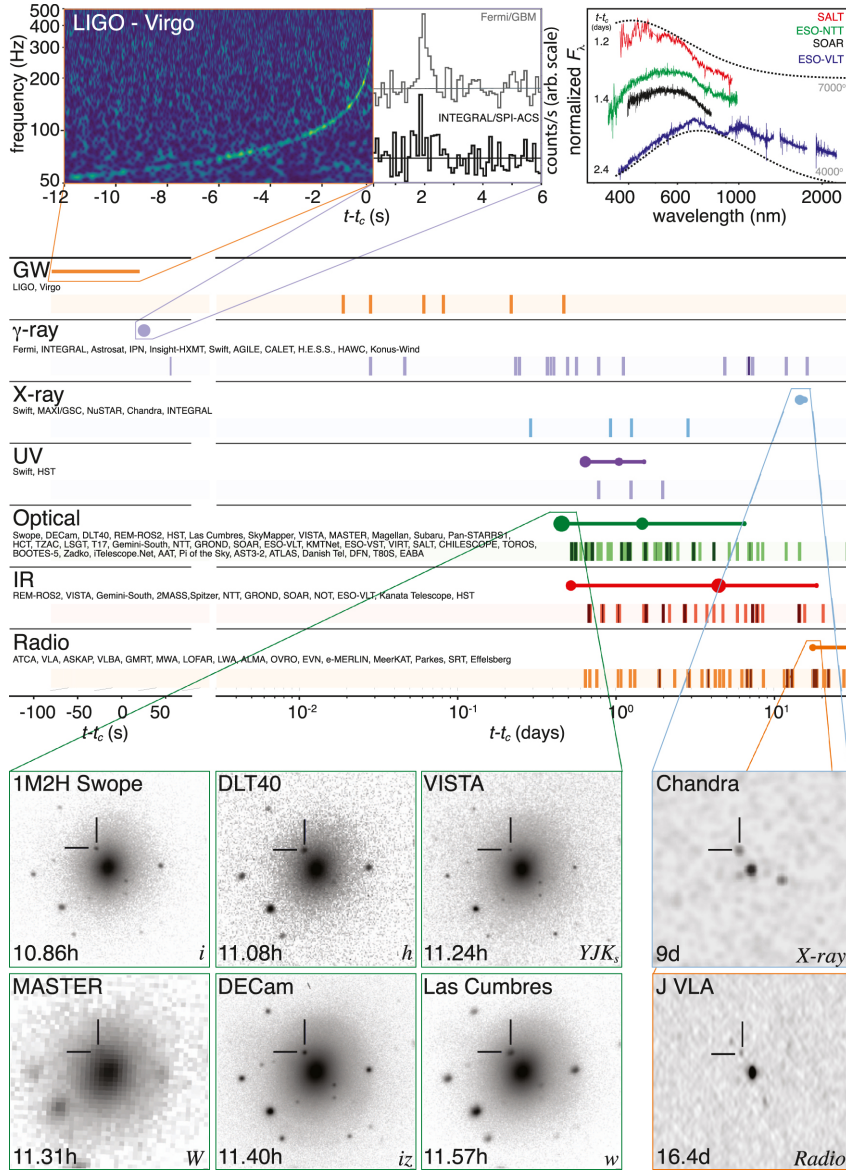 LIGO - Virgo
Fermi/GBM
INTEGRAL/SPI-ACS
frequency (Hz)
500
400
300
200
100
50
-12 -10 -8 -6 -4 -2 0 2 4 6
t-tc (s)
counts/s (arb. scale)
normalized Fλ
t-tc
(days)
1.2
1.4
2.4
SALT
ESO-NTT
SOAR
ESO-VLT
7000°
4000°
400 600 1000 2000
wavelength (nm)
GW
LIGO, Virgo
γ-ray
Fermi, INTEGRAL, Astrosat, IPN, Insight-HXMT, Swift, AGILE, CALET, H.E.S.S., HAWC, Konus-Wind
X-ray
Swift, MAXI/GSC, NuSTAR, Chandra, INTEGRAL
UV
Swift, HST
Optical
Swope, DECam, DLT40, REM-ROS2, HST, Las Cumbres, SkyMapper, VISTA, MASTER, Magellan, Subaru, Pan-STARRS1,
HCT, TZAC, LSGT, T17, Gemini-South, NTT, GROND, SOAR, ESO-VLT, KMTNet, ESO-VST, VIRT, SALT, CHILESCOPE, TOROS,
BOOTES-5, Zadko, iTelescope.Net, AAT, Pi of the Sky, AST3-2, ATLAS, Danish Tel, DFN, T80S, EABA
IR
REM-ROS2, VISTA, Gemini-South, 2MASS,Spitzer, NTT, GROND, SOAR, NOT, ESO-VLT, Kanata Telescope, HST
Radio
ATCA, VLA, ASKAP, VLBA, GMRT, MWA, LOFAR, LWA, ALMA, OVRO, EVN, e-MERLIN, MeerKAT, Parkes, SRT, Effelsberg
-100 -50 0 50 10⁻² 10⁻¹ 10⁰ 10¹
t-tc (s) t-tc (days)
1M2H Swope
10.86h i
DLT40
11.08h h
VISTA
11.24h YJKs
Chandra
9d X-ray
MASTER
11.31h W
DECam
11.40h iz
Las Cumbres
11.57h w
J VLA
16.4d Radio